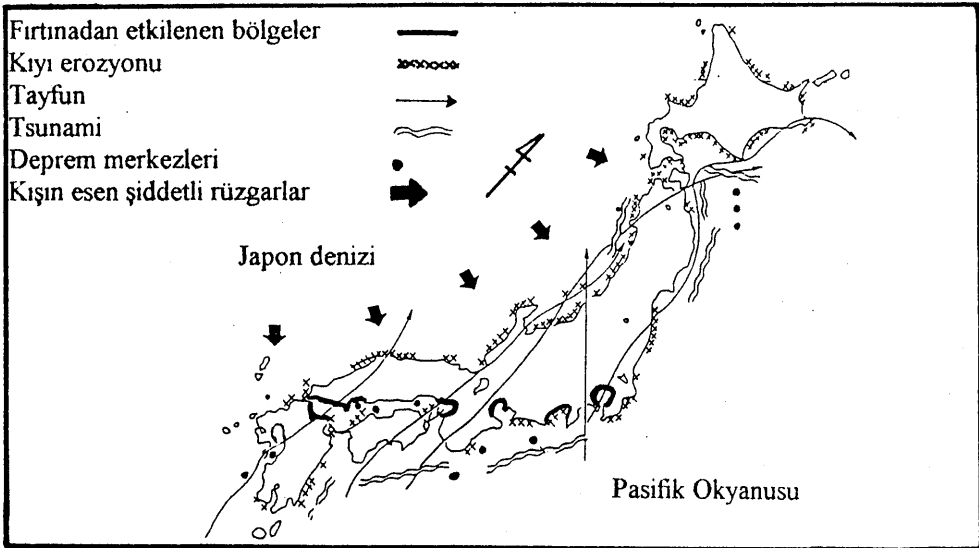 Fırtınadan etkilenen bölgeler
Kıyı erozyonu
Tayfun
Tsunami
Deprem merkezleri
Kışın esen şiddetli rüzgarlar
Japon denizi
Pasifik Okyanusu